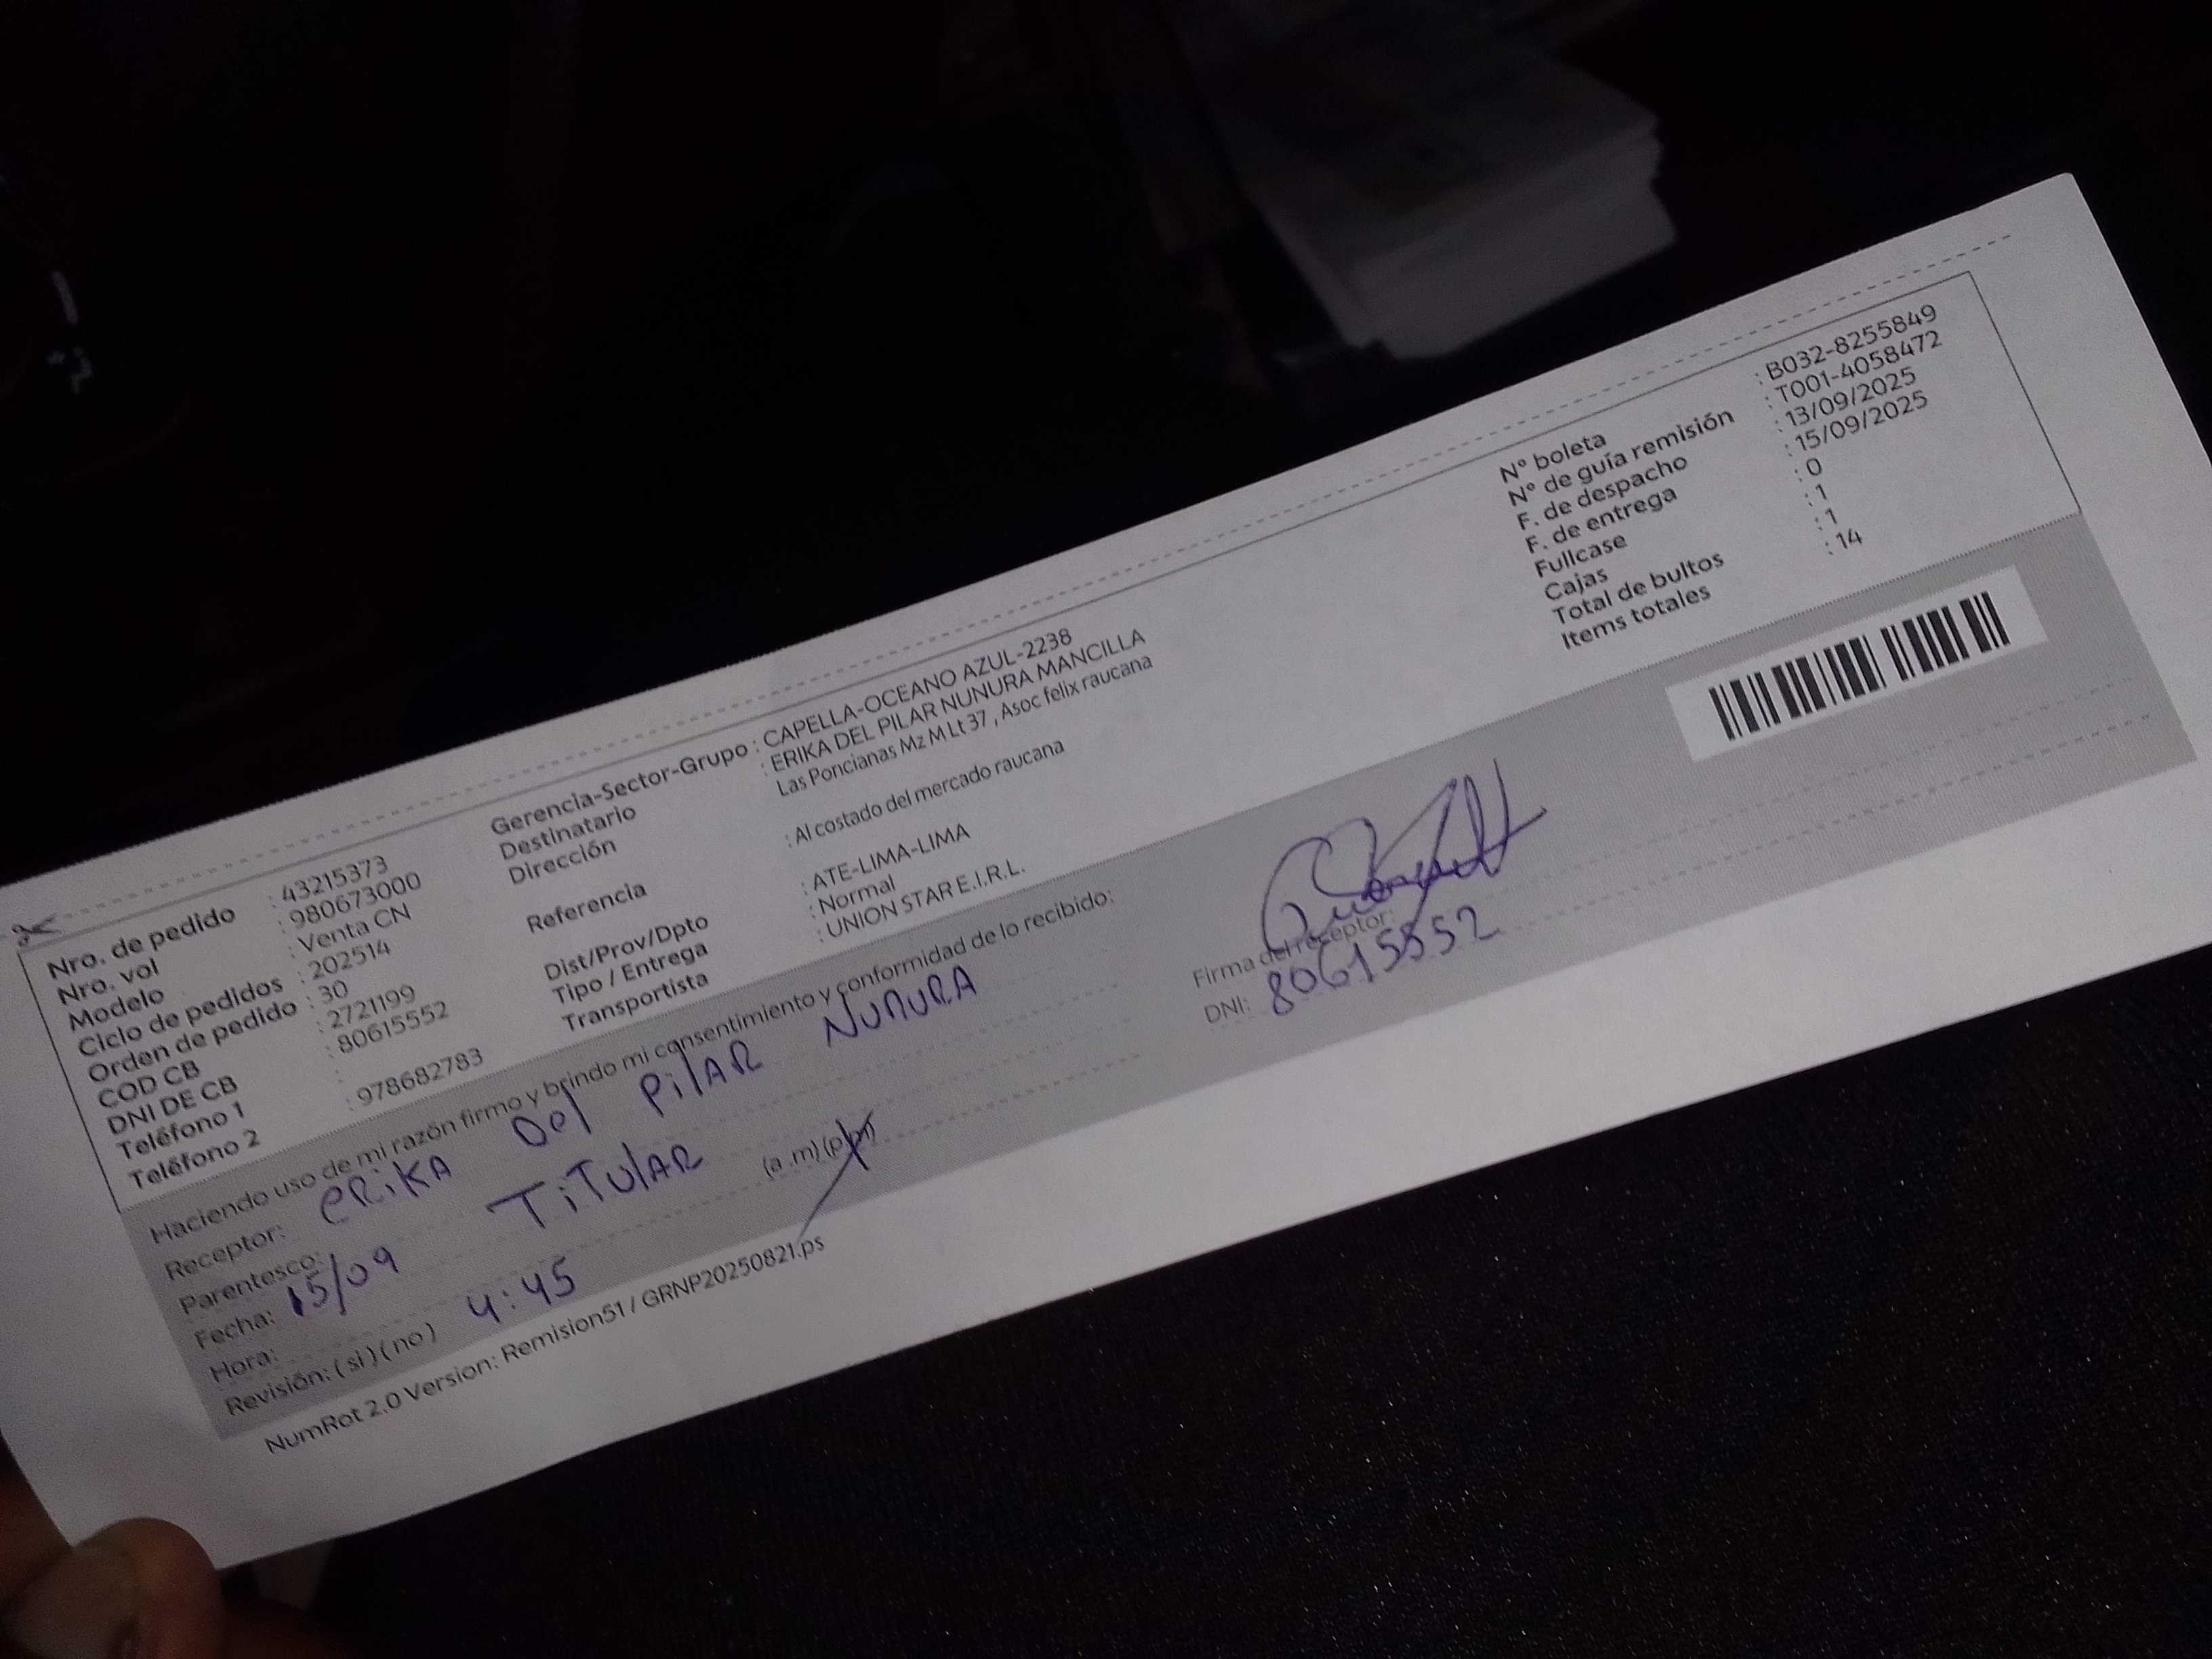 Nro. de pedido : 43215373
Nro. vol : 980673000
Modelo : Venta CN
Ciclo de pedidos : 202514
Orden de pedido : 30
COD CB : 2721199
DNI DE CB : 80615552
Teléfono 1 :
Teléfono 2 : 978682783
Gerencia-Sector-Grupo : CAPELLA-OCEANO AZUL-2238
Destinatario : ERIKA DEL PILAR NUNURA MANCILLA
Dirección Las Poncianas Mz M Lt 37 , Asoc felix raucana
Referencia : Al costado del mercado raucana
Dist/Prov/Dpto : ATE-LIMA-LIMA
Tipo / Entrega : Normal
Transportista : UNION STAR E.I.R.L.
N° boleta : B032-8255849
N° de guía remisión : T001-4058472
F. de despacho : 13/09/2025
F. de entrega : 15/09/2025
Fullcase : 0
Cajas : 1
Total de bultos : 1
Items totales : 14
Haciendo uso de mi razón firmo y brindo mi consentimiento y conformidad de lo recibido:
Receptor: ERIKA Del PilAR NUNURA
Parentesco: TiTUlAR
Fecha: 15/09
Hora: 4:45 (a .m) (p.m)
Revisión: ( si ) ( no )
Firma del receptor:
DNI: 80615552
NumRot 2.0 Version: Remision51 / GRNP20250821.ps